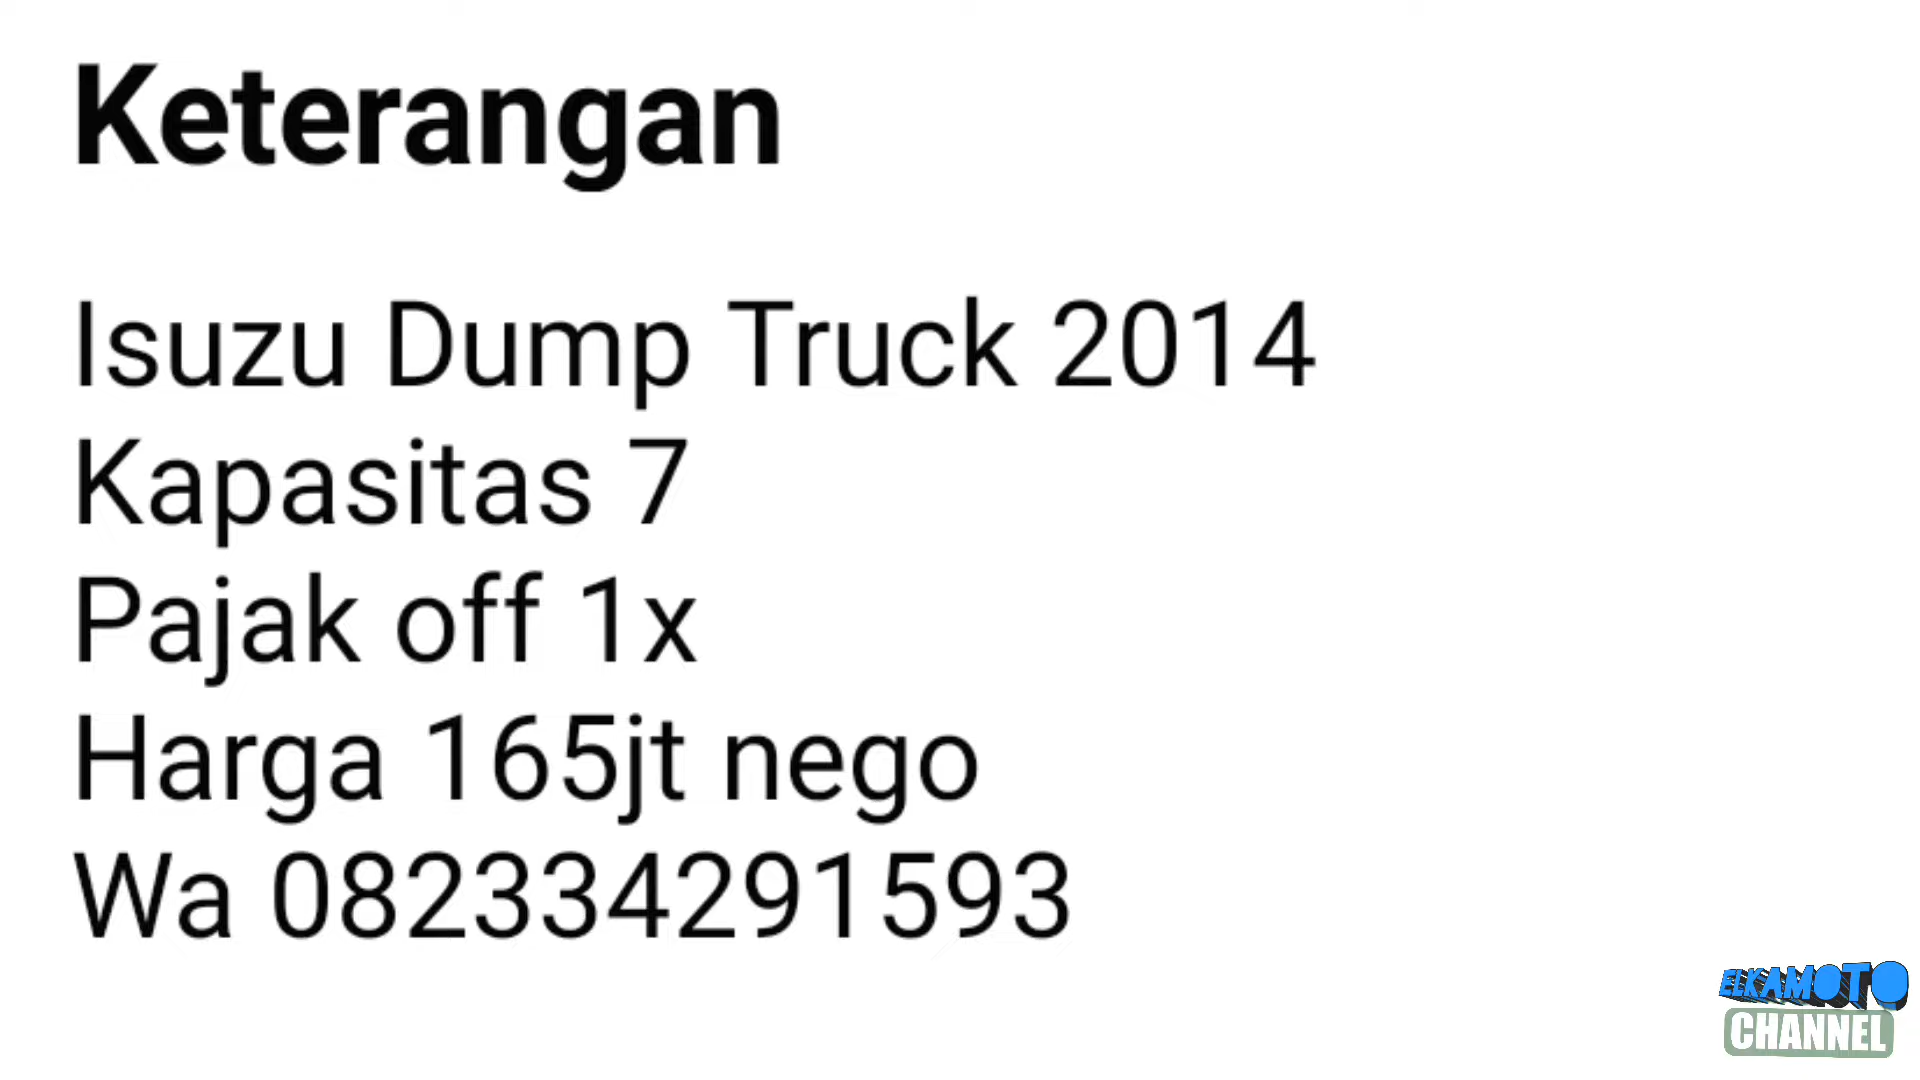 Keterangan
Isuzu Dump Truck 2014
Kapasitas 7
Pajak off 1x
Harga 165jt nego
Wa 082334291593
ELKAMOTO
CHANNEL